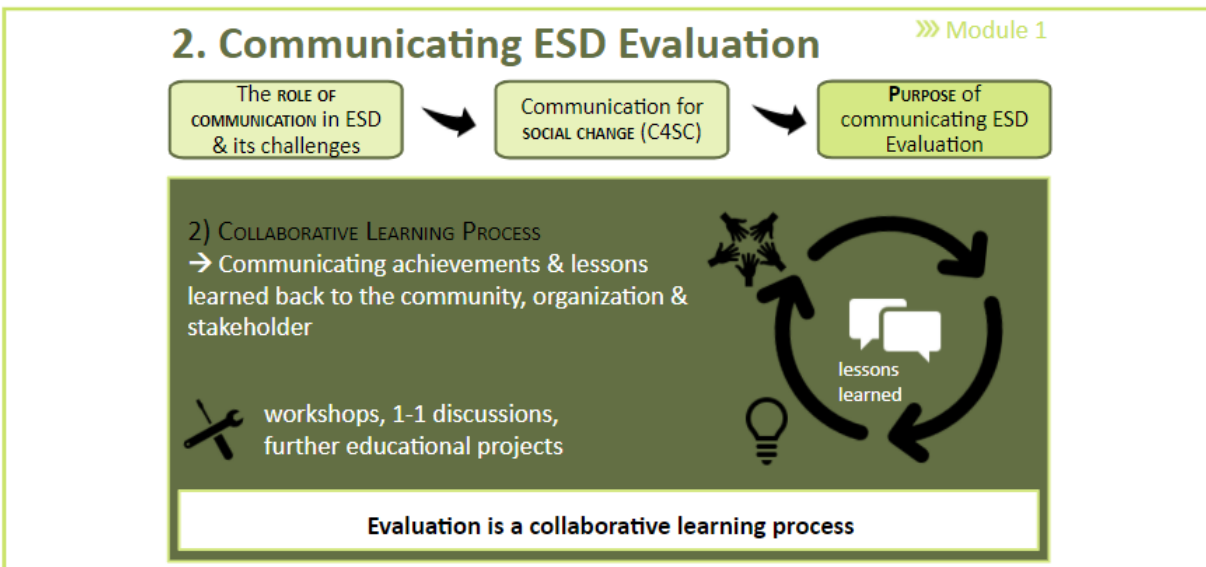 2. Communicating ESD Evaluation
»» Module 1
The ROLE OF
COMMUNICATION in ESD
& its challenges
Communication for
SOCIAL CHANGE (C4SC)
PURPOSE of
communicating ESD
Evaluation
2) COLLABORATIVE LEARNING PROCESS
→ Communicating achievements & lessons
learned back to the community, organization &
stakeholder
lessons
learned
workshops, 1-1 discussions,
further educational projects
Evaluation is a collaborative learning process